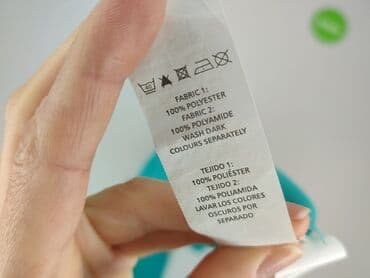 40
FABRIC 1:
100% POLYESTER
FABRIC 2:
100% POLYAMIDE
WASH DARK
COLOURS SEPARATELY
TEJIDO 1:
100% POLIÉSTER
TEJIDO 2:
100% POLIAMIDA
LAVAR LOS COLORES
OSCUROS POR
SEPARADO